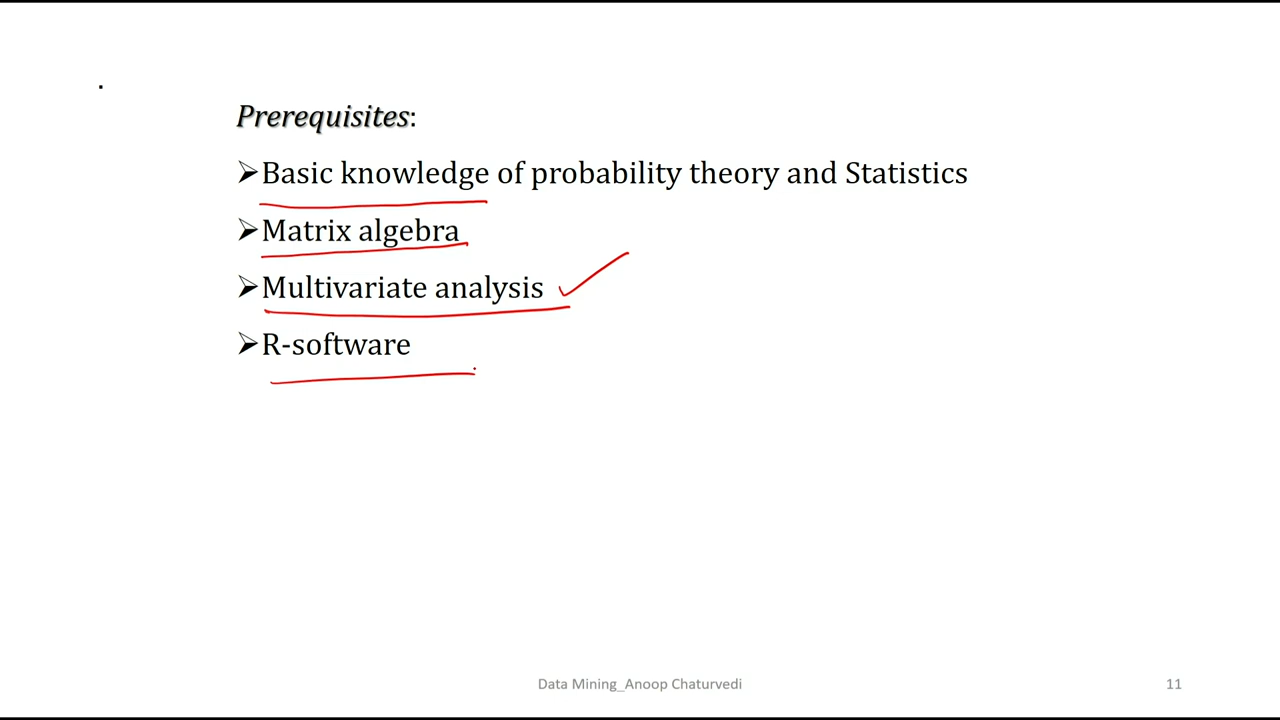 Prerequisites:
➢Basic knowledge of probability theory and Statistics
➢Matrix algebra
➢Multivariate analysis
➢R-software
Data Mining_Anoop Chaturvedi
11